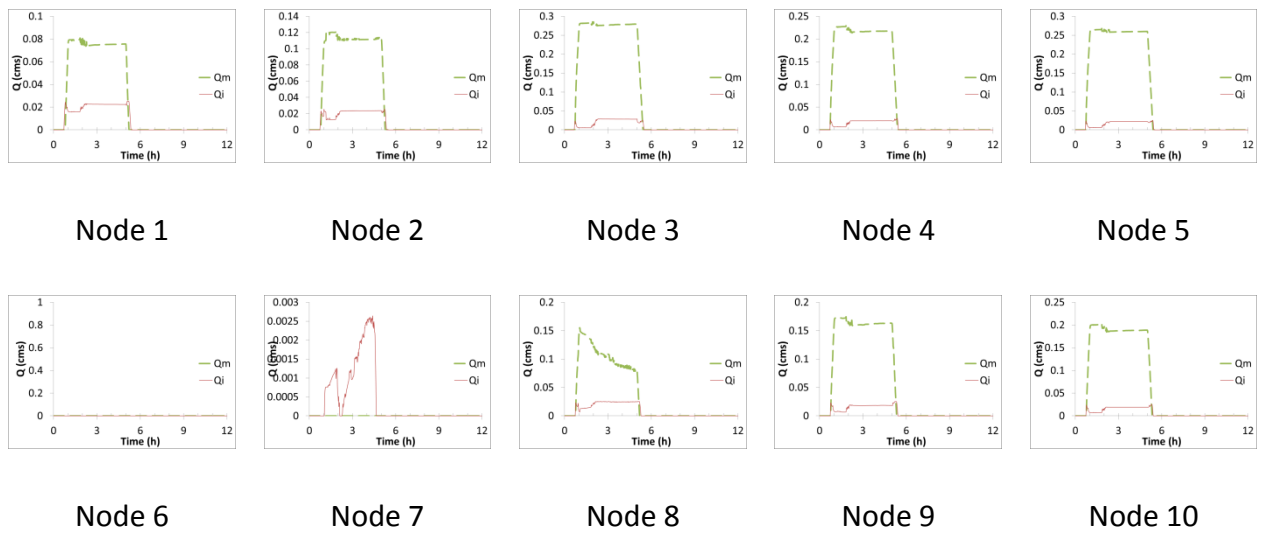 0.1
0.08
0.06
0.04
0.02
0
Q (cms)
0 3 6 9 12
Time (h)
Qm
Qi
Node 1
0.14
0.12
0.1
0.08
0.06
0.04
0.02
0
Q (cms)
0 3 6 9 12
Time (h)
Qm
Qi
Node 2
0.3
0.25
0.2
0.15
0.1
0.05
0
Q (cms)
0 3 6 9 12
Time (h)
Qm
Qi
Node 3
0.25
0.2
0.15
0.1
0.05
0
Q (cms)
0 3 6 9 12
Time (h)
Qm
Qi
Node 4
0.3
0.25
0.2
0.15
0.1
0.05
0
Q (cms)
0 3 6 9 12
Time (h)
Qm
Qi
Node 5
1
0.8
0.6
0.4
0.2
0
Q (cms)
0 3 6 9 12
Time (h)
Qm
Qi
Node 6
0.003
0.0025
0.002
0.0015
0.001
0.0005
0
Q (cms)
0 3 6 9 12
Time (h)
Qm
Qi
Node 7
0.2
0.15
0.1
0.05
0
Q (cms)
0 3 6 9 12
Time (h)
Qm
Qi
Node 8
0.2
0.15
0.1
0.05
0
Q (cms)
0 3 6 9 12
Time (h)
Qm
Qi
Node 9
0.25
0.2
0.15
0.1
0.05
0
Q (cms)
0 3 6 9 12
Time (h)
Qm
Qi
Node 10